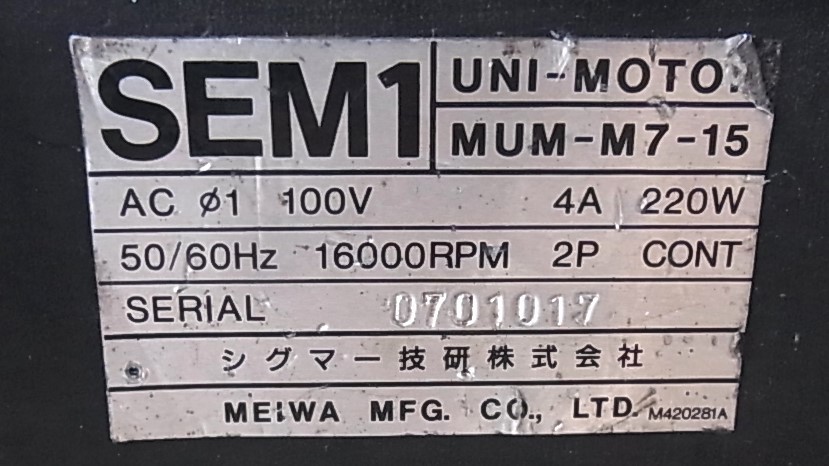 SEM1
UNI-MOTO
MUM-M7-15
AC ø1 100V 4A 220W
50/60Hz 16000RPM 2P CONT
SERIAL 0701017
シグマー技研株式会社
MEIWA MFG. CO., LTD. M420281A